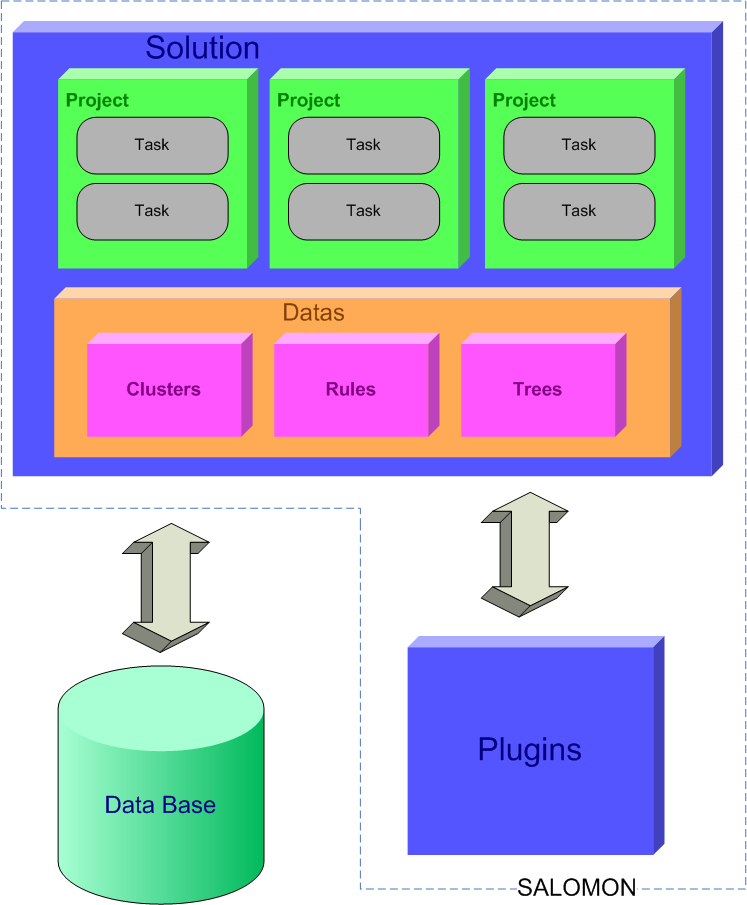 Solution
Project
Project
Project
Task
Task
Task
Task
Task
Task
Datas
Clusters
Rules
Trees
Plugins
Data Base
SALOMON